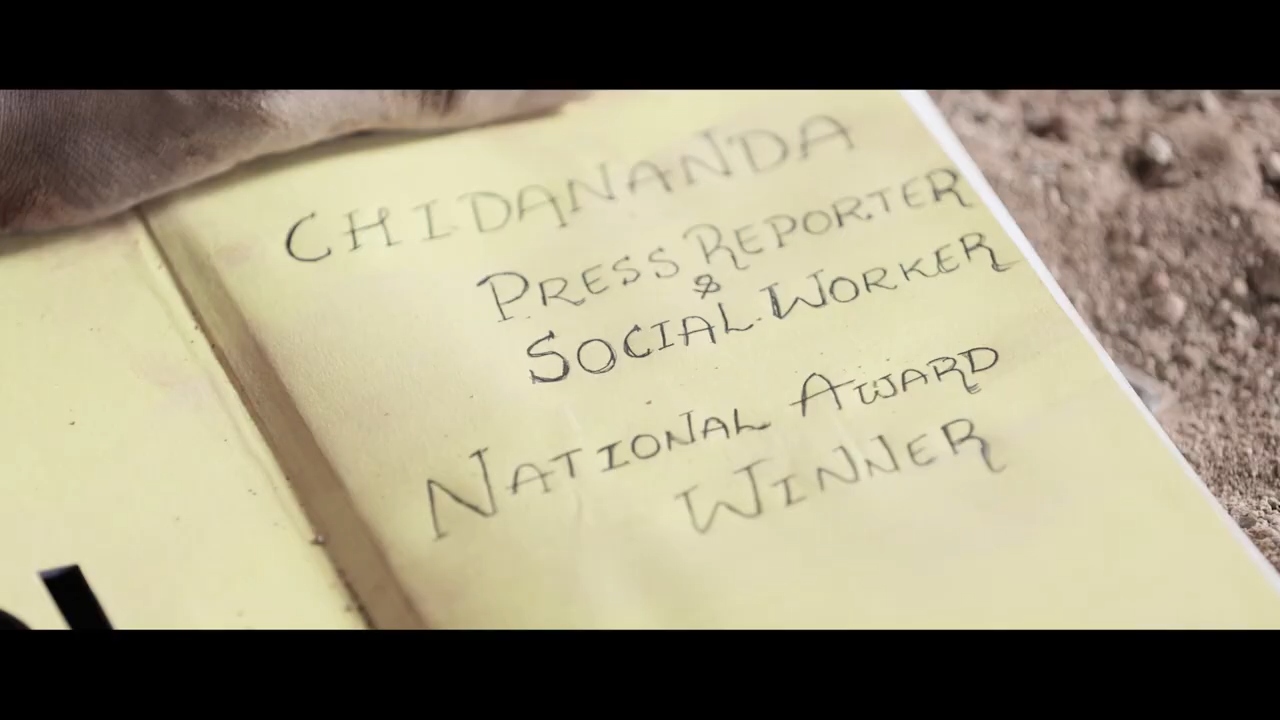 CHIDANANDA
PRESS REPORTER
&
SOCIAL WORKER
NATIONAL AWARD
WINNER